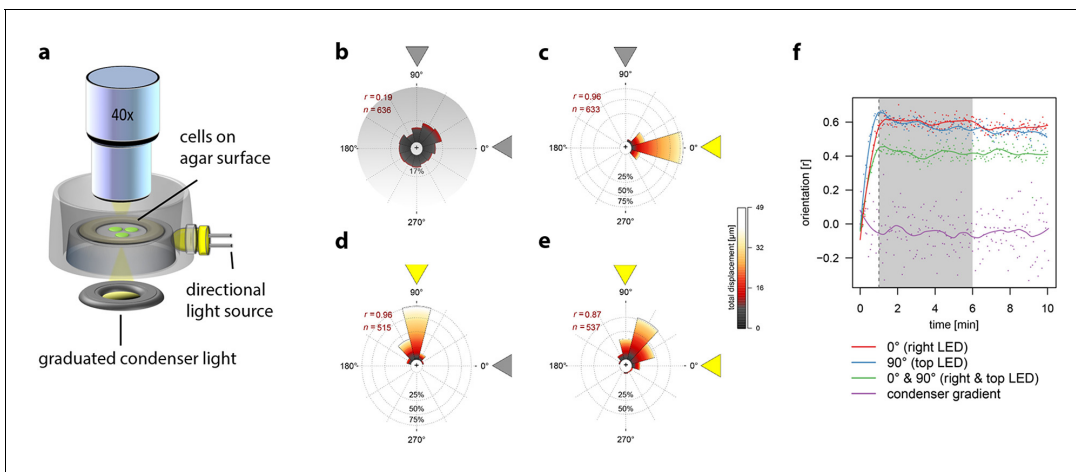 a
40x
cells on
agar surface
directional
light source
graduated condenser light
b
90°
r = 0.19
n = 636
180°
0°
17%
270°
c
90°
r = 0.96
n = 633
180°
0°
25%
50%
75%
270°
d
90°
r = 0.96
n = 515
180°
0°
25%
50%
75%
270°
e
90°
r = 0.87
n = 537
180°
0°
25%
50%
270°
total displacement [µm]
49
32
16
0
f
orientation [r]
0.6
0.4
0.2
0.0
−0.2
0
2
4
6
8
10
time [min]
0° (right LED)
90° (top LED)
0° & 90° (right & top LED)
condenser gradient